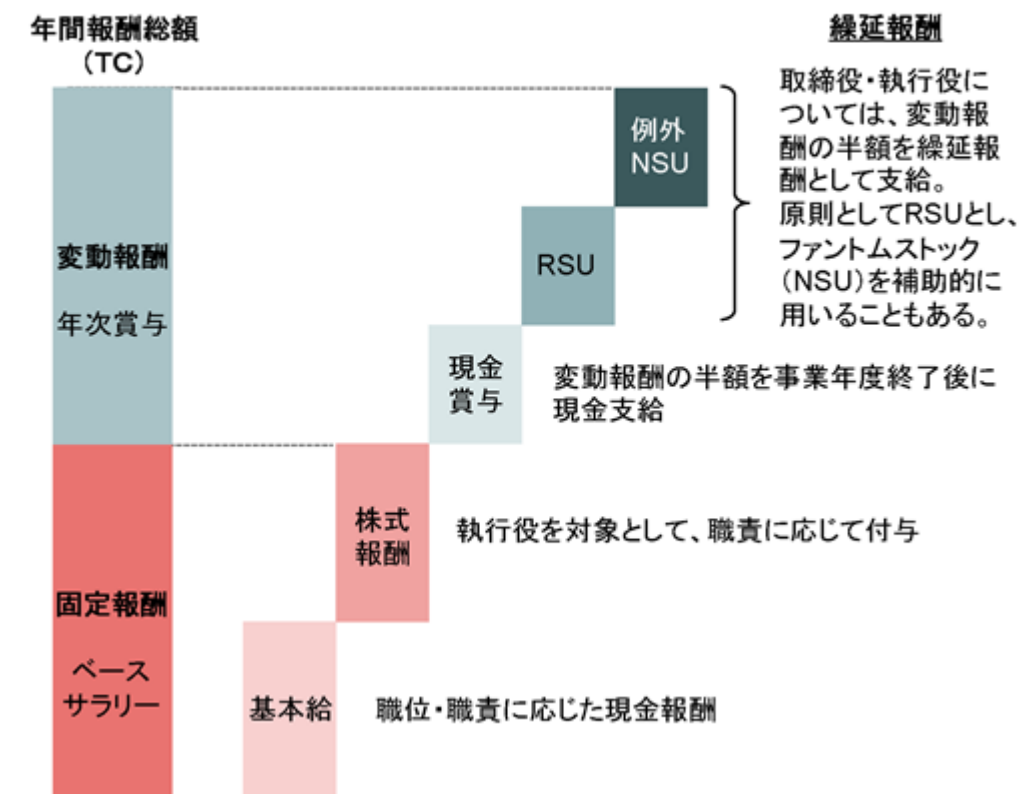 年間報酬総額
（TC）
繰延報酬
取締役・執行役に
ついては、変動報
酬の半額を繰延報
酬として支給。
原則としてRSUとし、
ファントムストック
（NSU）を補助的に
用いることもある。
例外
NSU
RSU
変動報酬
年次賞与
現金
賞与
変動報酬の半額を事業年度終了後に
現金支給
株式
報酬
執行役を対象として、職責に応じて付与
固定報酬
ベース
サラリー
基本給
職位・職責に応じた現金報酬